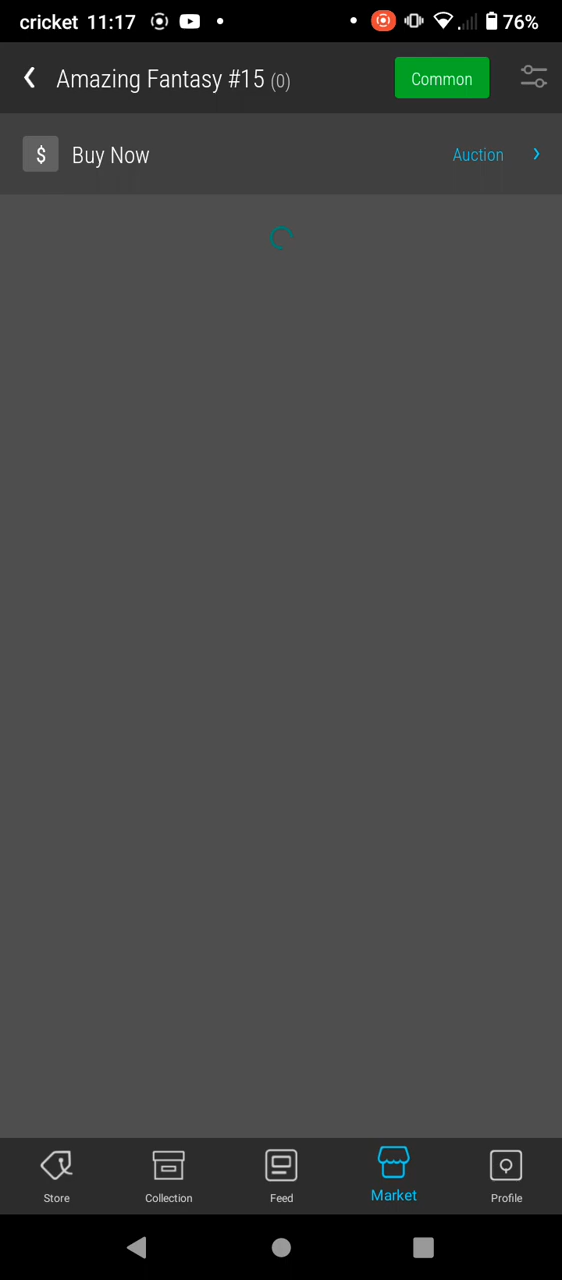 cricket 11:17 76%
Amazing Fantasy #15 (0) Common
$ Buy Now Auction
Store Collection Feed Market Profile